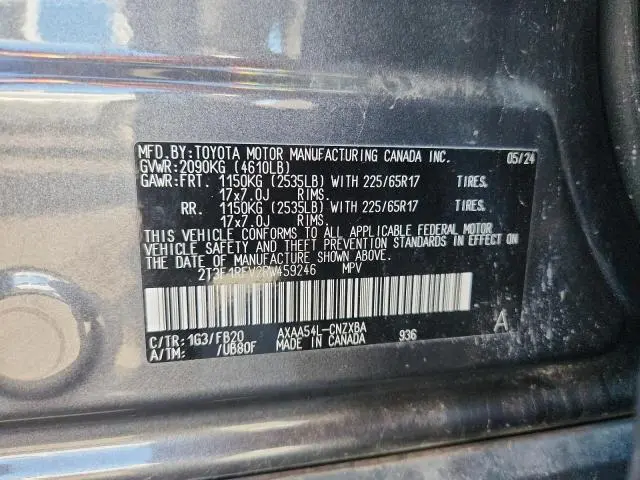 MFD. BY: TOYOTA MOTOR MANUFACTURING CANADA INC. 05/24
GVWR: 2090KG (4610LB)
GAWR: FRT. 1150KG (2535LB) WITH 225/65R17 TIRES.
17x7.0J RIMS.
RR. 1150KG (2535LB) WITH 225/65R17 TIRES.
17x7.0J RIMS.
THIS VEHICLE CONFORMS TO ALL APPLICABLE FEDERAL MOTOR
VEHICLE SAFETY AND THEFT PREVENTION STANDARDS IN EFFECT ON
THE DATE OF MANUFACTURE SHOWN ABOVE.
MPV
C/TR: 1G3/FB20 AXAA54L-CNZXBA 936 A
A/TM: /UB80F MADE IN CANADA